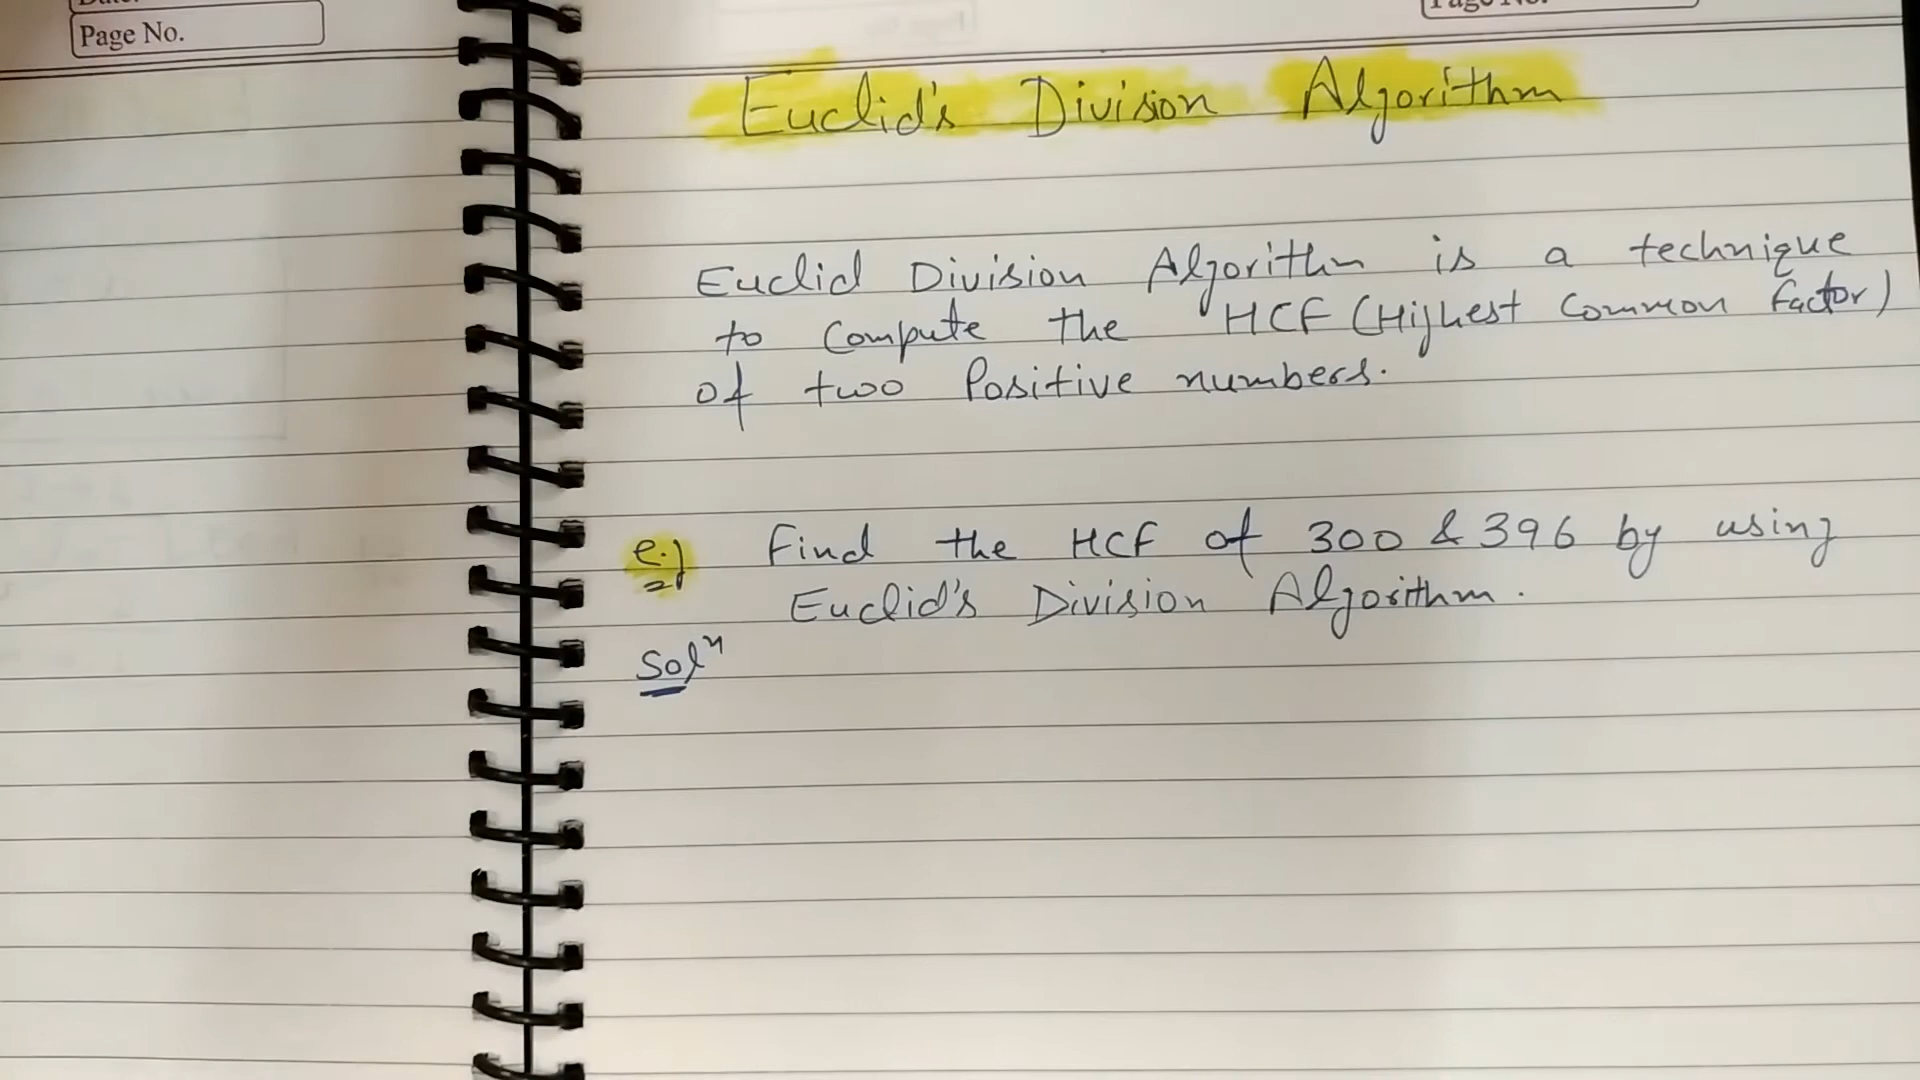 Page No.
Euclid's Division Algorithm
Euclid Division Algorithm is a technique
to Compute the HCF (Highest Common factor)
of two Positive numbers.
e.g Find the HCF of 300 & 396 by using
Euclid's Division Algorithm.
Solⁿ